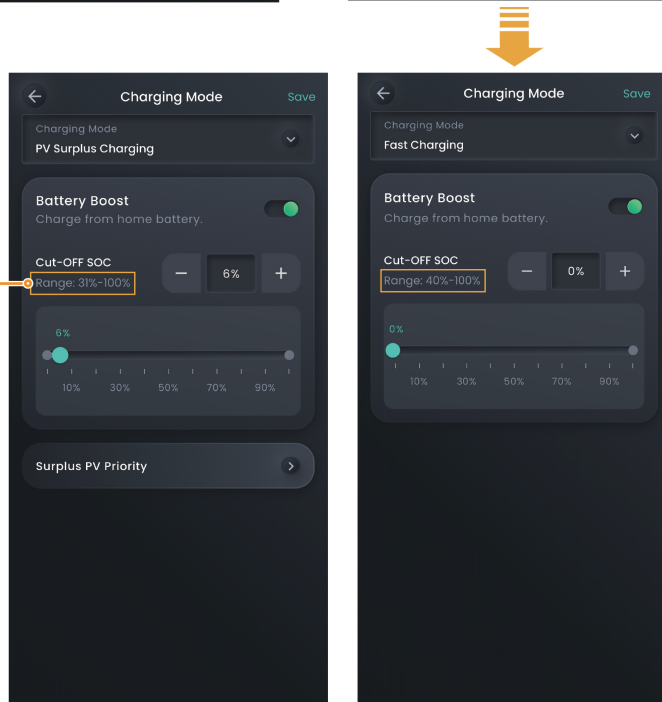 Charging Mode
Save
Charging Mode
PV Surplus Charging
Battery Boost
Charge from home battery.
Cut-OFF SOC
Range: 31%-100%
− 6% +
6%
10% 30% 50% 70% 90%
Surplus PV Priority
Charging Mode
Save
Charging Mode
Fast Charging
Battery Boost
Charge from home battery.
Cut-OFF SOC
Range: 40%-100%
− 0% +
0%
10% 30% 50% 70% 90%